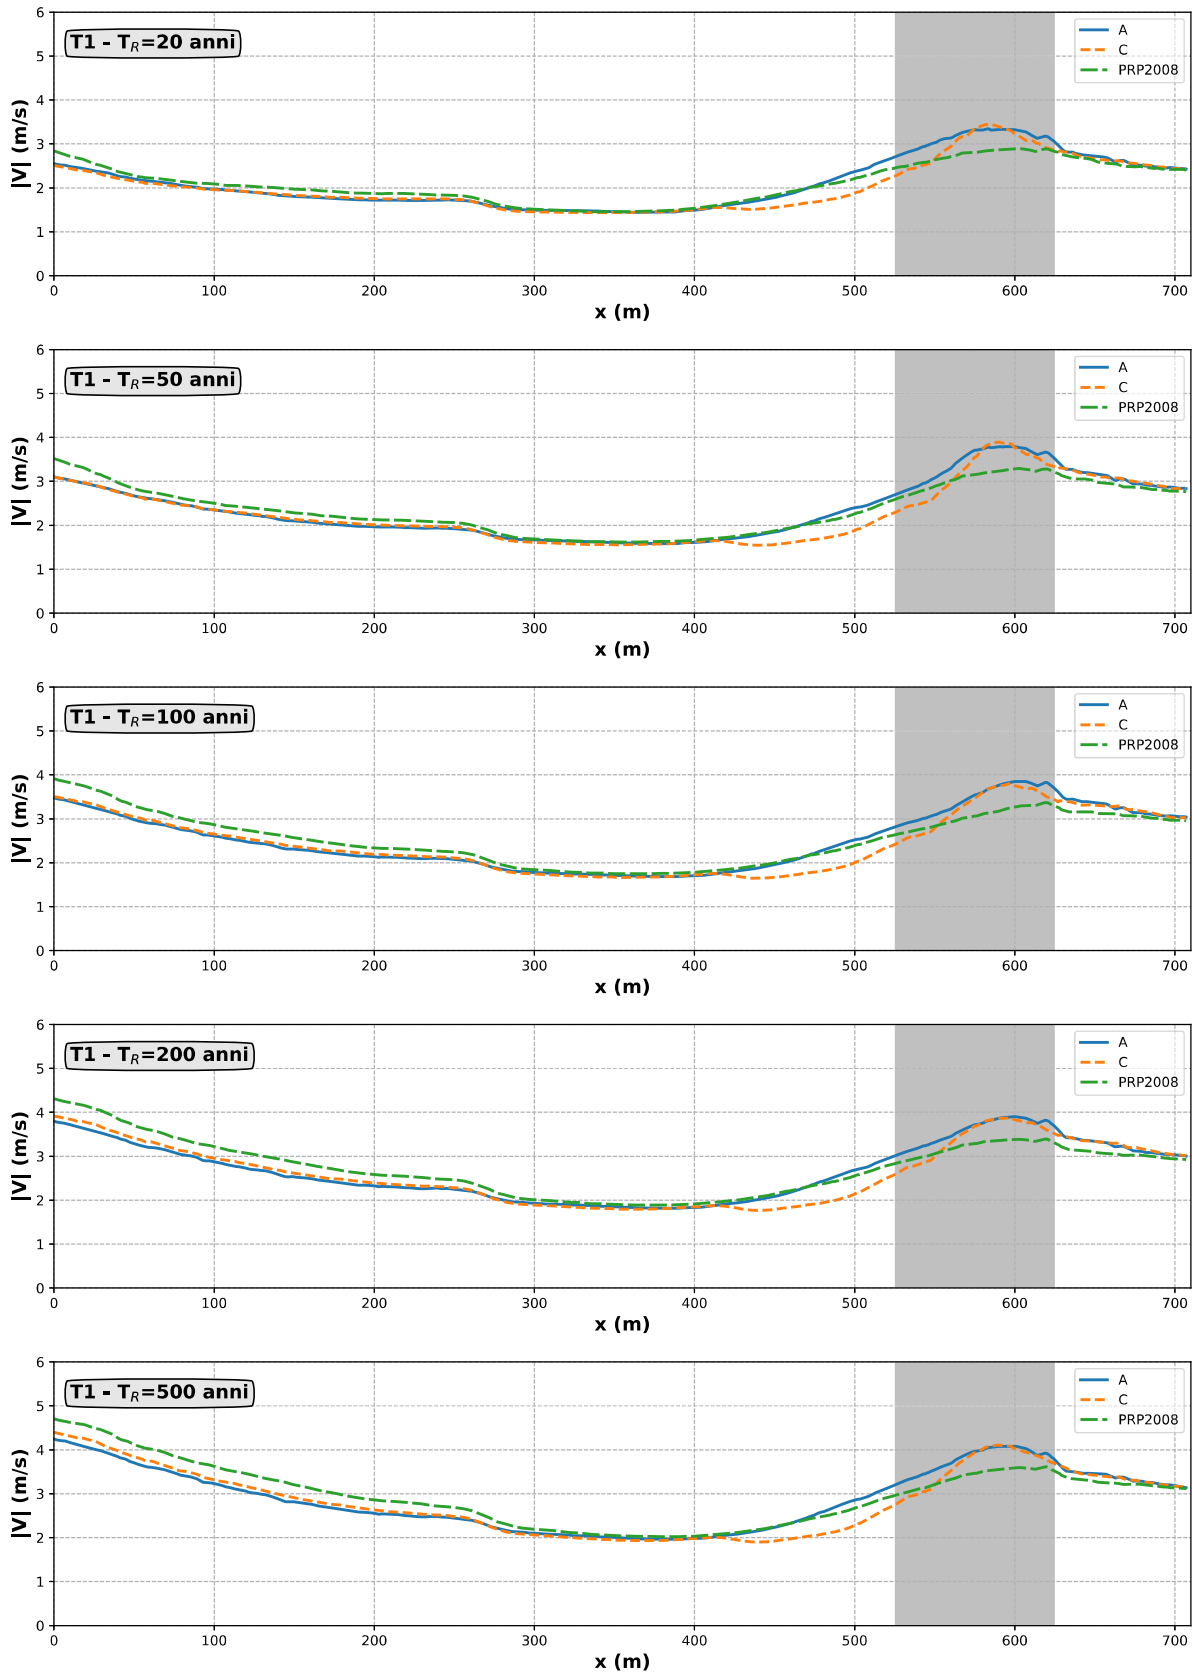 T1 - T_R=20 anni
A
C
PRP2008
|V| (m/s)
6
5
4
3
2
1
0
0 100 200 300 400 500 600 700
x (m)
T1 - T_R=50 anni
A
C
PRP2008
|V| (m/s)
6
5
4
3
2
1
0
0 100 200 300 400 500 600 700
x (m)
T1 - T_R=100 anni
A
C
PRP2008
|V| (m/s)
6
5
4
3
2
1
0
0 100 200 300 400 500 600 700
x (m)
T1 - T_R=200 anni
A
C
PRP2008
|V| (m/s)
6
5
4
3
2
1
0
0 100 200 300 400 500 600 700
x (m)
T1 - T_R=500 anni
A
C
PRP2008
|V| (m/s)
6
5
4
3
2
1
0
0 100 200 300 400 500 600 700
x (m)